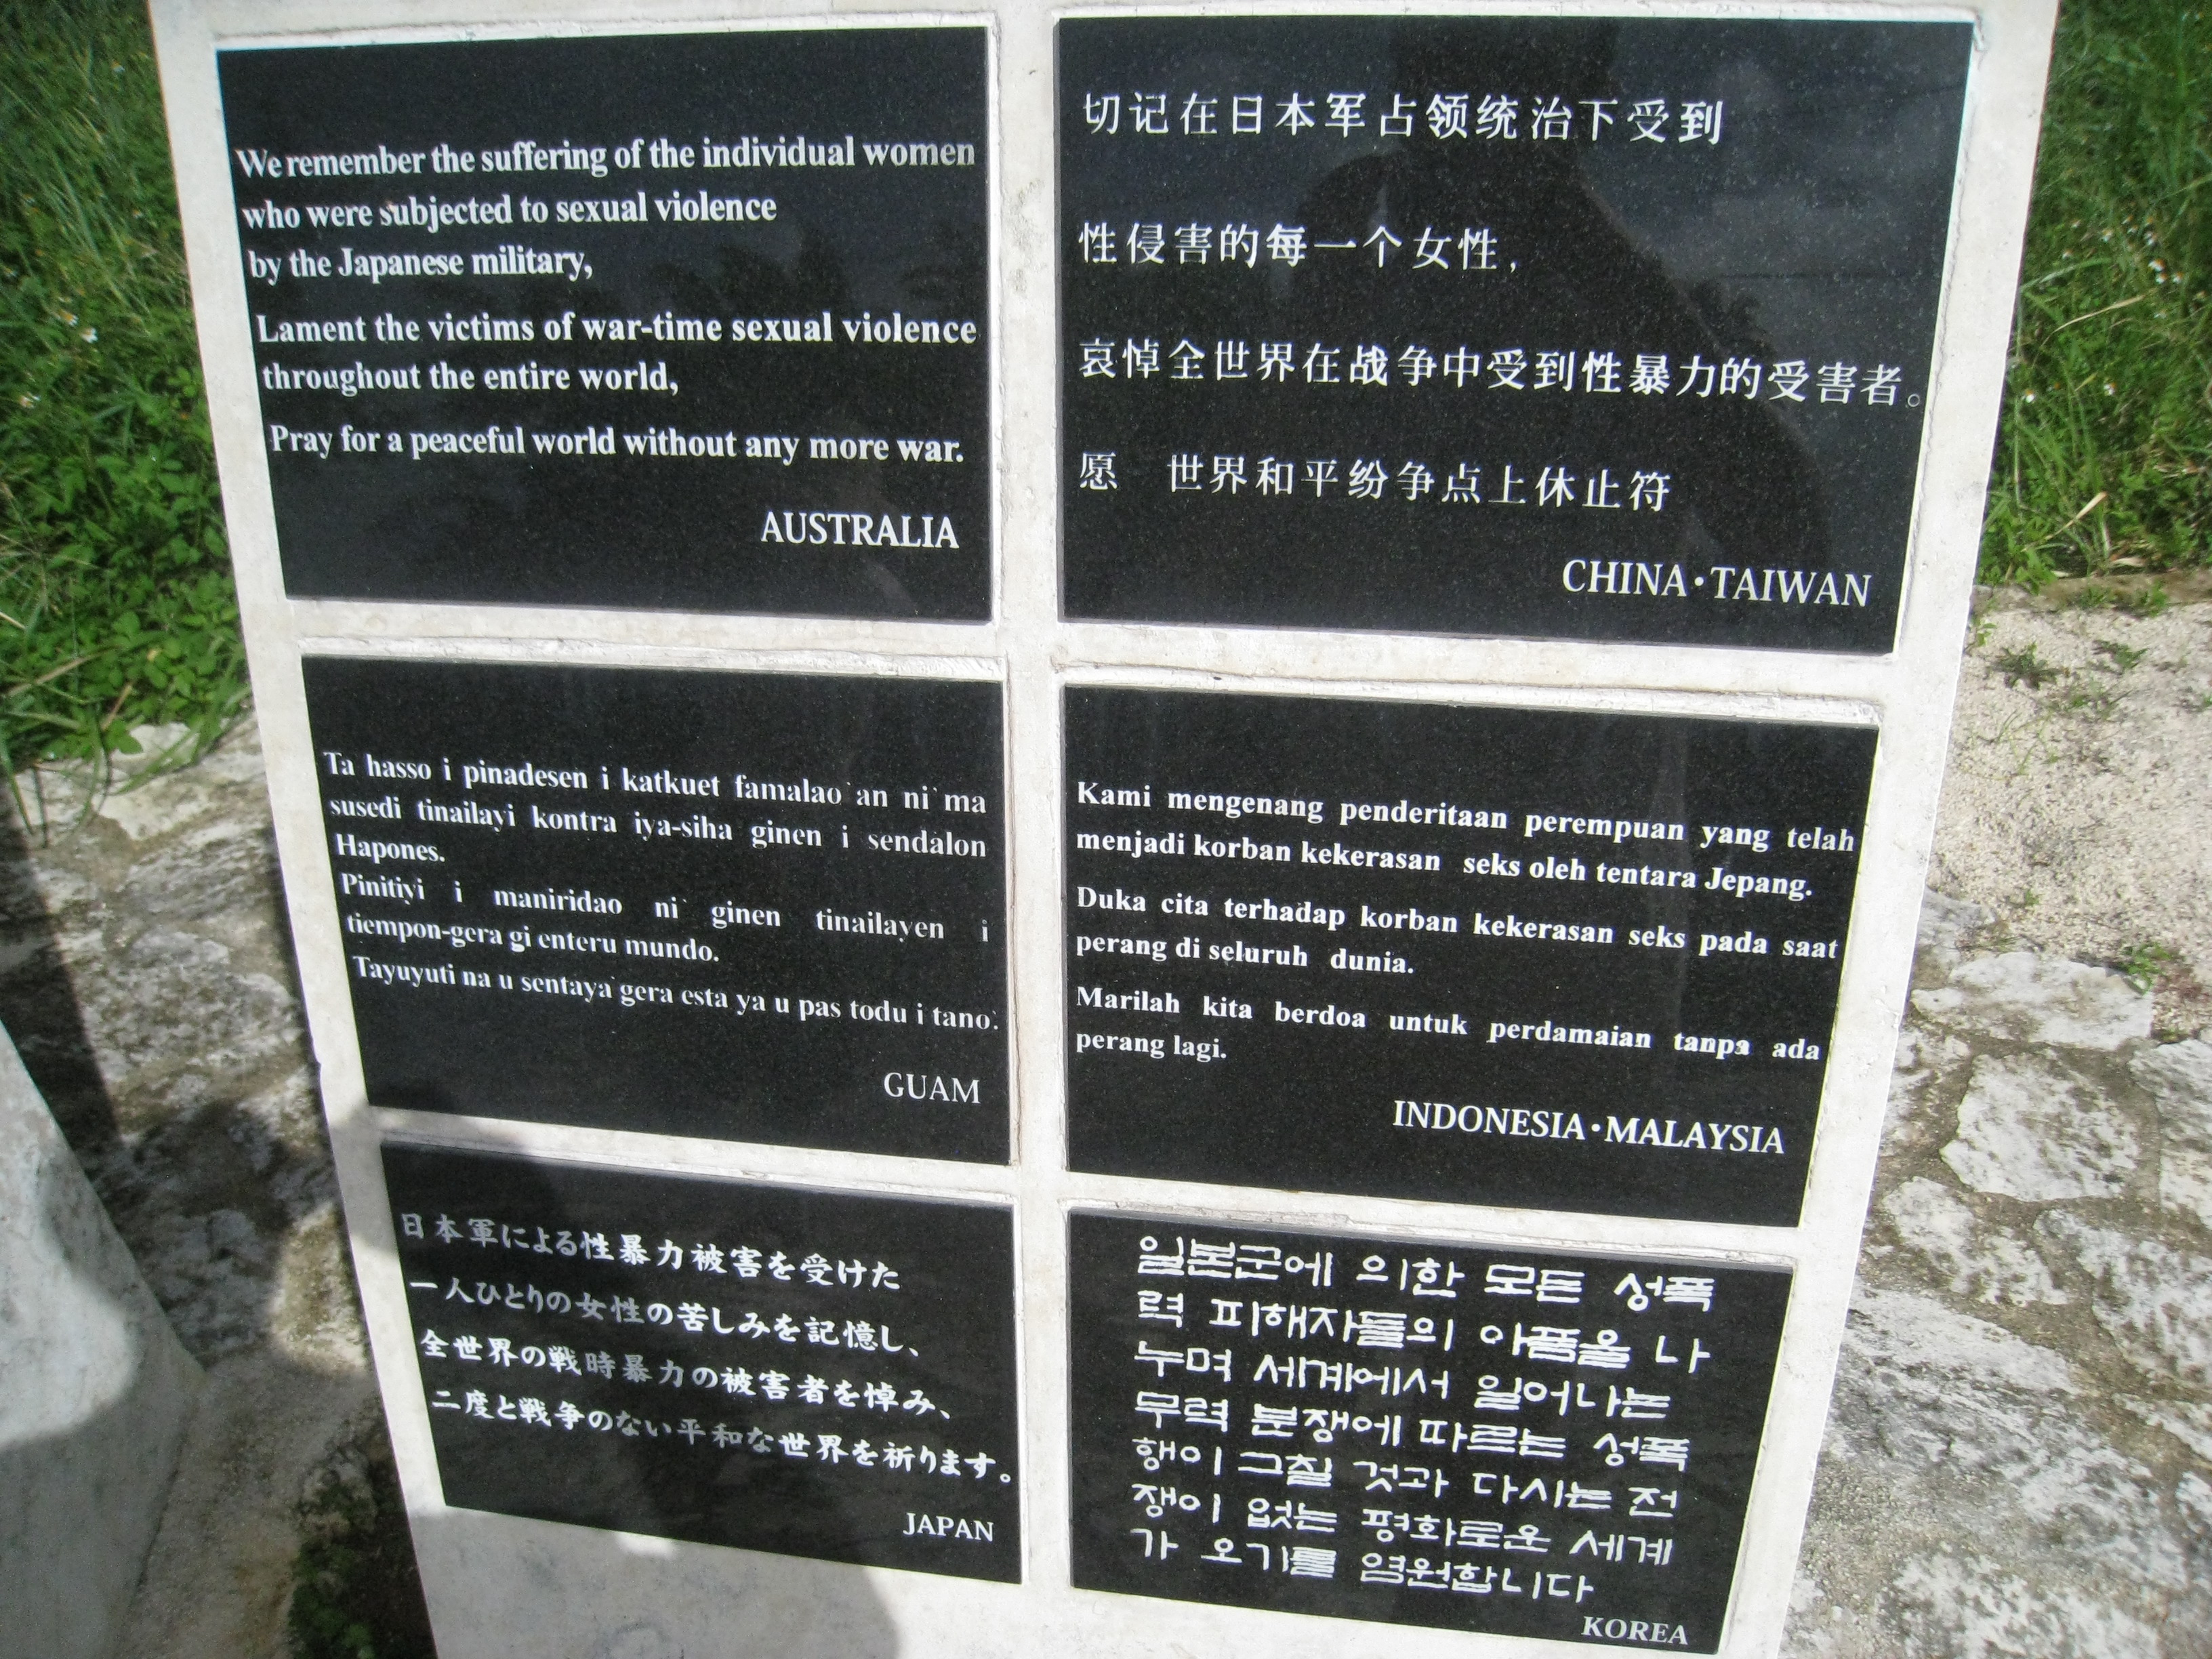 We remember the suffering of the individual women
who were subjected to sexual violence
by the Japanese military,
Lament the victims of war-time sexual violence
throughout the entire world,
Pray for a peaceful world without any more war.
AUSTRALIA
切记在日本军占领统治下受到
性侵害的每一个女性,
哀悼全世界在战争中受到性暴力的受害者。
愿 世界和平纷争点上休止符
CHINA・TAIWAN
Ta hasso i pinadesen i katkuet famalao'an ni' ma
susedi tinailayi kontra iya-siha ginen i sendalon
Hapones.
Pinitiyi i maniridao ni' ginen tinailayen i
tiempon-gera gi enteru mundo.
Tayuyuti na u sentaya' gera esta ya u pas todu i tano'.
GUAM
Kami mengenang penderitaan perempuan yang telah
menjadi korban kekerasan seks oleh tentara Jepang.
Duka cita terhadap korban kekerasan seks pada saat
perang di seluruh dunia.
Marilah kita berdoa untuk perdamaian tanpa ada
perang lagi.
INDONESIA・MALAYSIA
日本軍による性暴力被害を受けた
一人ひとりの女性の苦しみを記憶し、
全世界の戦時暴力の被害者を悼み、
二度と戦争のない平和な世界を祈ります。
JAPAN
일본군에 의한 모든 성폭
력 피해자들의 아픔을 나
누며 세계에서 일어나는
무력 분쟁에 따르는 성폭
행이 그칠 것과 다시는 전
쟁이 없는 평화로운 세계
가 오기를 염원합니다
KOREA